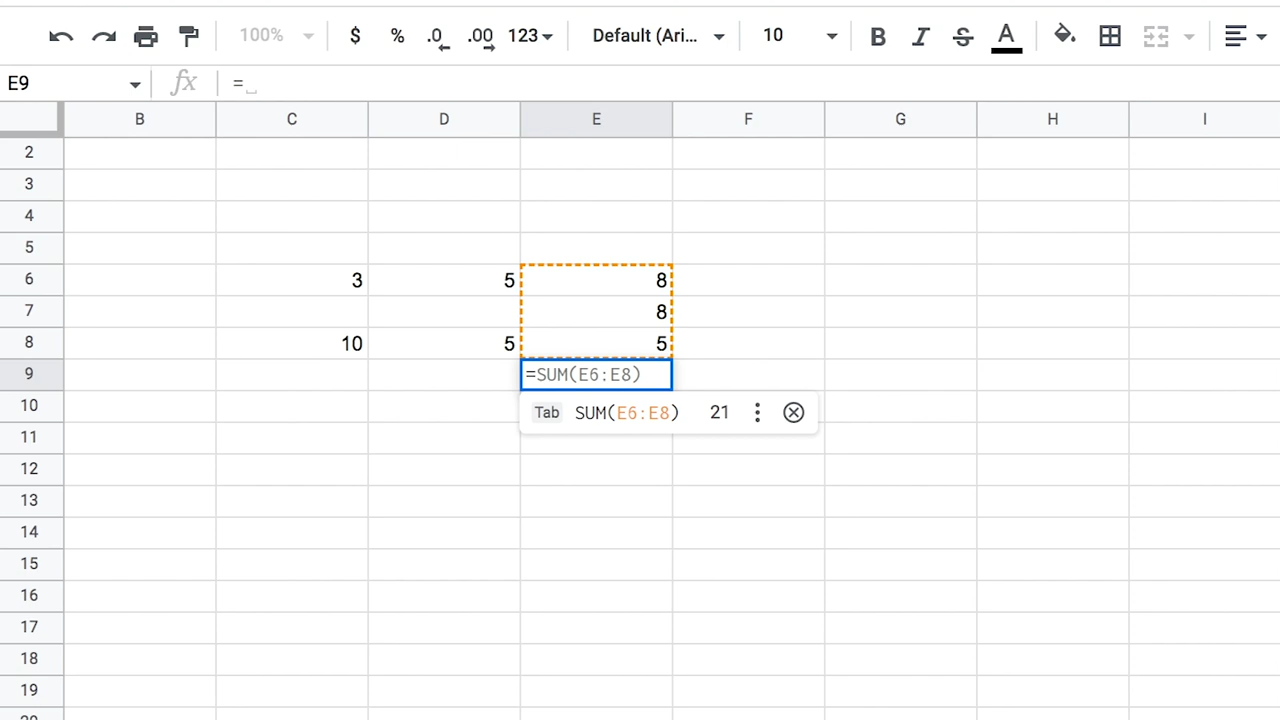 100% $ % .0 .00 123 Default (Ari... 10 B I S A
E9 fx =
B C D E F G H I
2
3
4
5
6 3 5 8
7 8
8 10 5 5
9 =SUM(E6:E8)
10 Tab SUM(E6:E8) 21
11
12
13
14
15
16
17
18
19
20